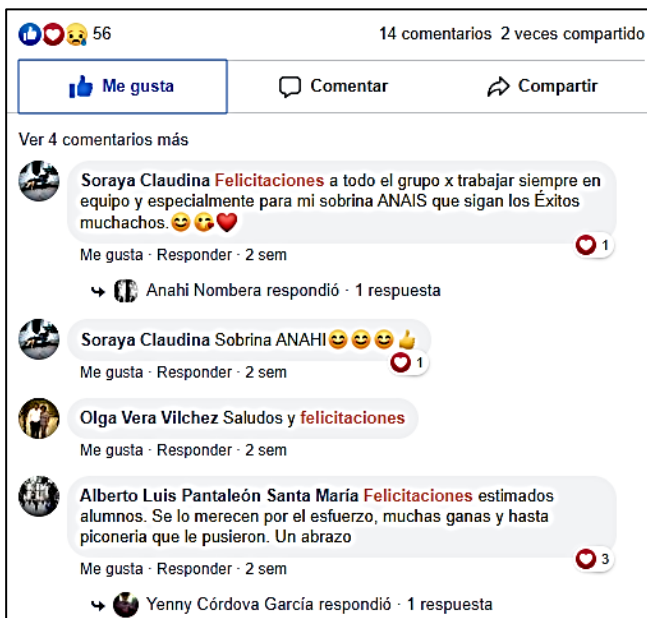 56 14 comentarios 2 veces compartido
Me gusta Comentar Compartir
Ver 4 comentarios más
Soraya Claudina Felicitaciones a todo el grupo x trabajar siempre en
equipo y especialmente para mi sobrina ANAIS que sigan los Éxitos
muchachos.😊😘❤️
1
Me gusta · Responder · 2 sem
Anahi Nombera respondió · 1 respuesta
Soraya Claudina Sobrina ANAHI😊😊😊👍
1
Me gusta · Responder · 2 sem
Olga Vera Vilchez Saludos y felicitaciones
Me gusta · Responder · 2 sem
Alberto Luis Pantaleón Santa María Felicitaciones estimados
alumnos. Se lo merecen por el esfuerzo, muchas ganas y hasta
piconeria que le pusieron. Un abrazo
3
Me gusta · Responder · 2 sem
Yenny Córdova García respondió · 1 respuesta